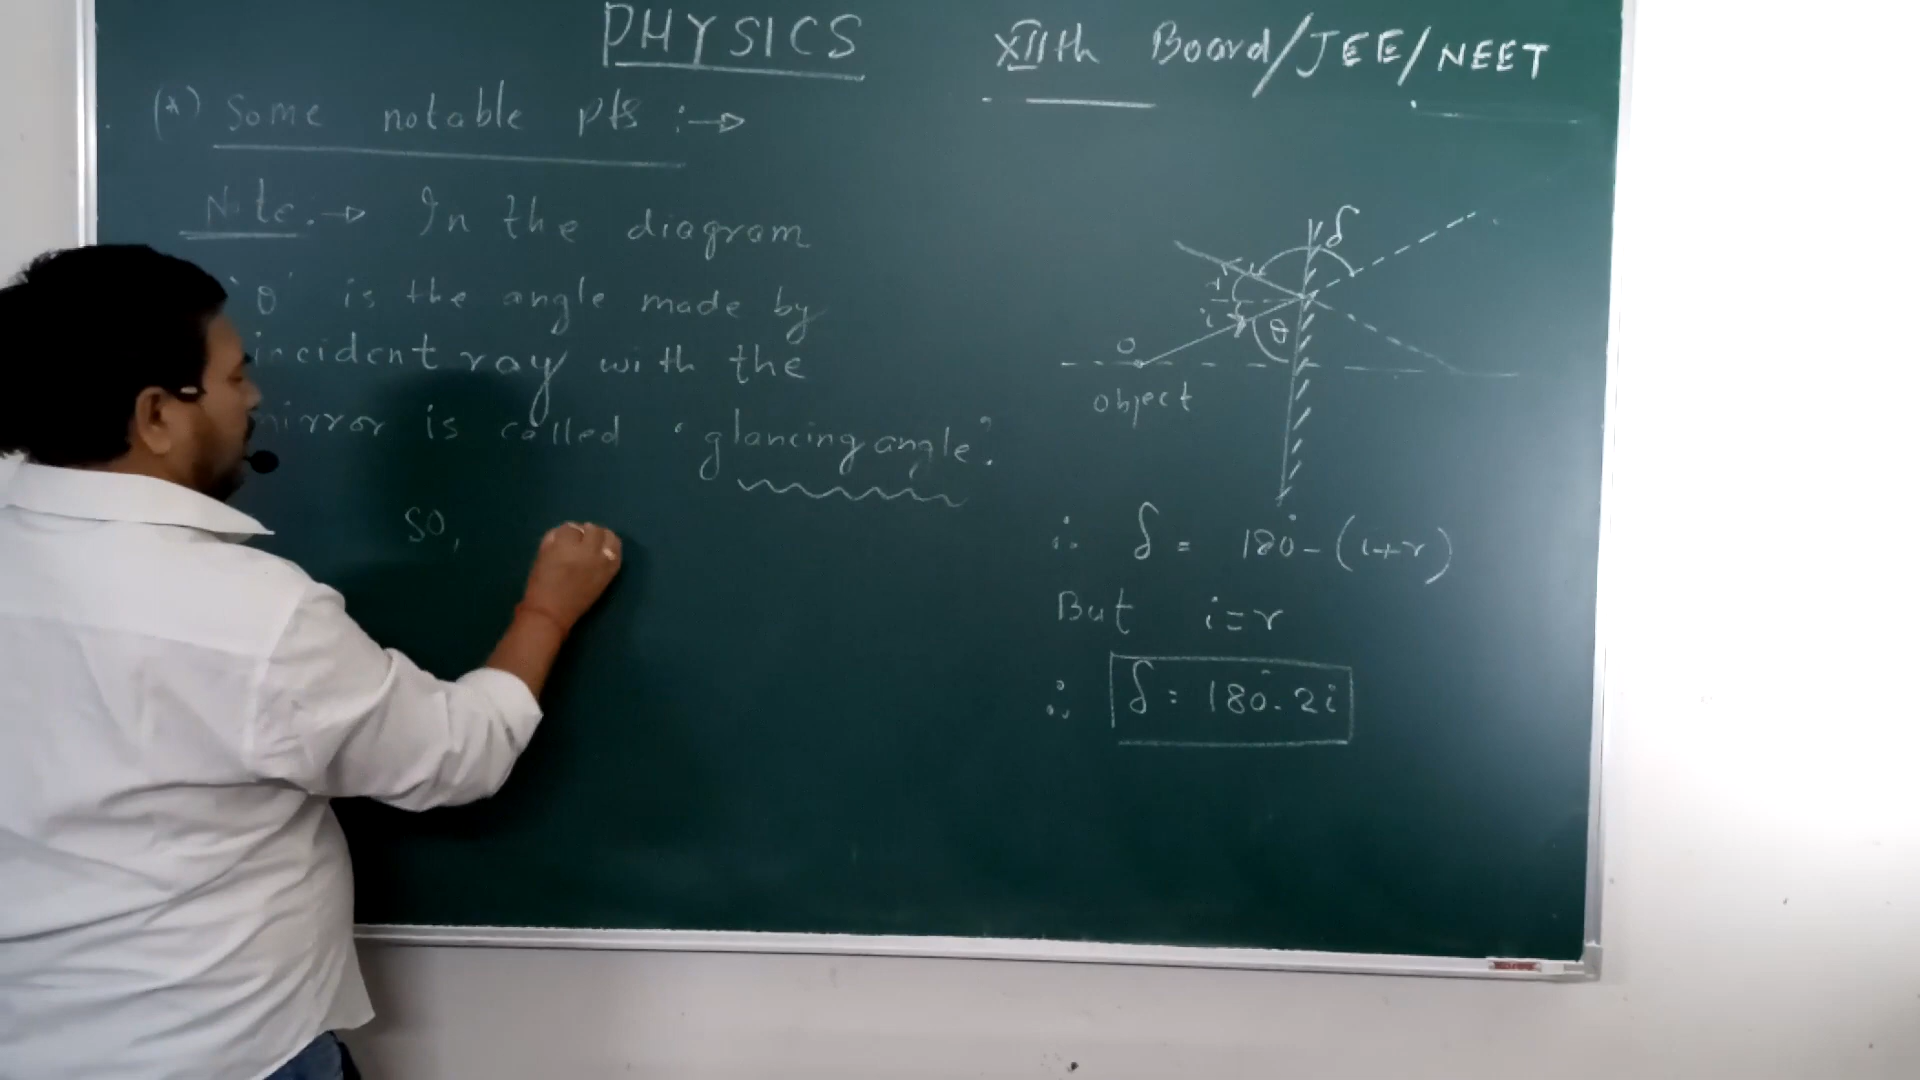 PHYSICS
XIIth Board/JEE/NEET
(*) Some notable pts :→
Note:→ In the diagram
'θ' is the angle made by
incident ray with the
mirror is called 'glancing angle'.
so,
δ
r
i
θ
O
object
∴ δ = 180° - (i+r)
But i = r
∴ δ = 180° - 2i